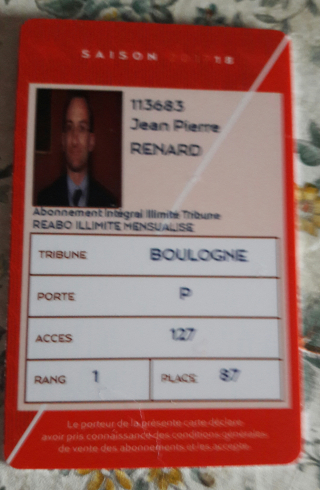 SAISON 2017 18
113683
Jean Pierre
RENARD
Abonnement Intégral Illimité Tribune
REABO ILLIMITE MENSUALISE
TRIBUNE BOULOGNE
PORTE P
ACCES 127
RANG 1 PLACE 87
Le porteur de la présente carte déclare
avoir pris connaissance des conditions générales
de vente des abonnements et les accepte.